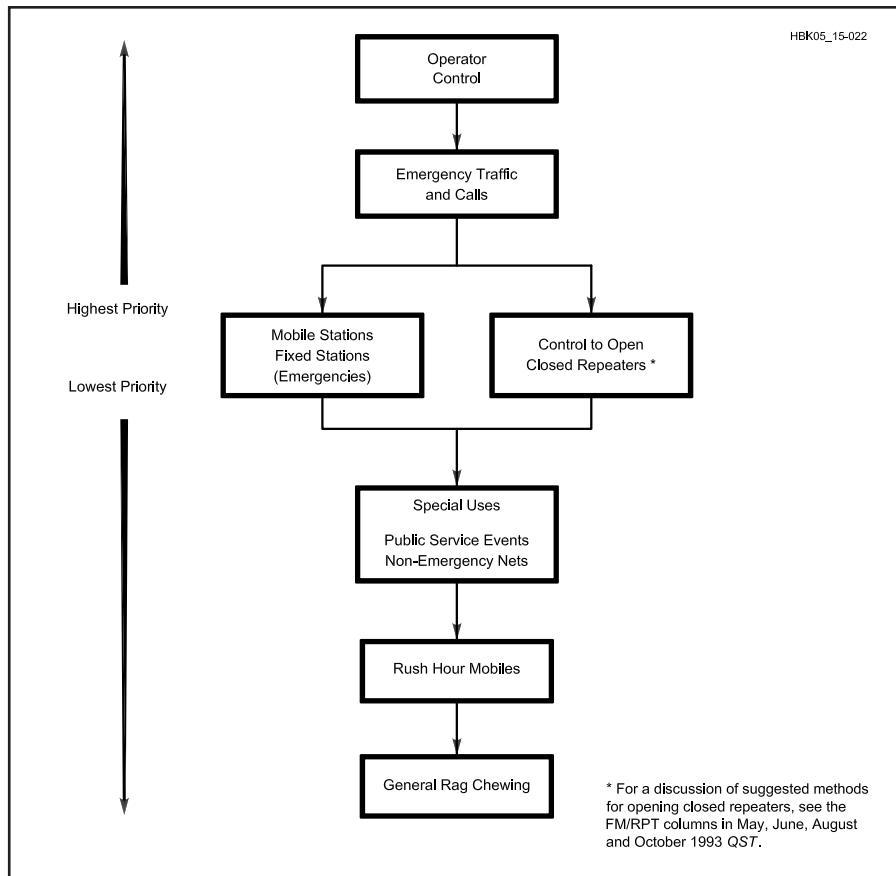 HBK05_15-022
Operator
Control
Emergency Traffic
and Calls
Highest Priority
Lowest Priority
Mobile Stations
Fixed Stations
(Emergencies)
Control to Open
Closed Repeaters *
Special Uses
Public Service Events
Non-Emergency Nets
Rush Hour Mobiles
General Rag Chewing
* For a discussion of suggested methods
for opening closed repeaters, see the
FM/RPT columns in May, June, August
and October 1993 QST.